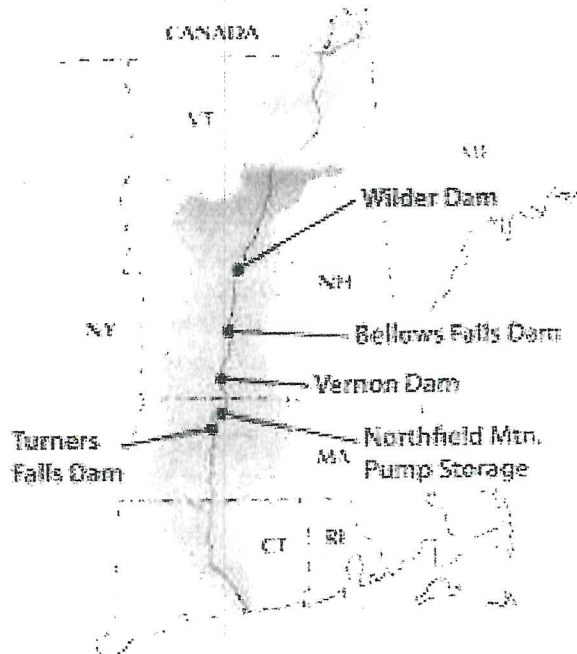 CANADA
VT
ME
Wilder Dam
NH
NY
Bellows Falls Dam
Vernon Dam
Turners
Falls Dam
Northfield Mtn.
Pump Storage
MA
CT
RI